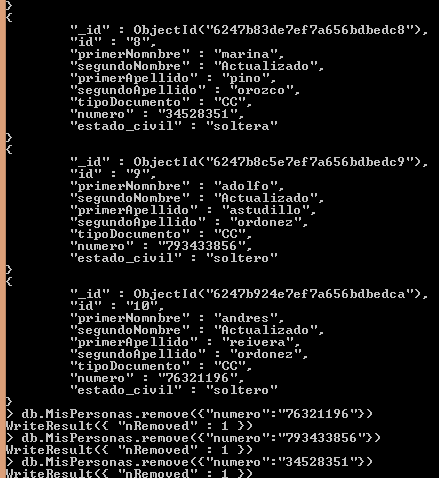 }
{
"_id" : ObjectId("6247b83de7ef7a656bdbedc8"),
"id" : "8",
"primerNomnbre" : "marina",
"segundoNombre" : "Actualizado",
"primerApellido" : "pino",
"segundoApellido" : "orozco",
"tipoDocumento" : "CC",
"numero" : "34528351",
"estado_civil" : "soltera"
}
{
"_id" : ObjectId("6247b8c5e7ef7a656bdbedc9"),
"id" : "9",
"primerNomnbre" : "adolfo",
"segundoNombre" : "Actualizado",
"primerApellido" : "astudillo",
"segundoApellido" : "ordonez",
"tipoDocumento" : "CC",
"numero" : "793433856",
"estado_civil" : "soltero"
}
{
"_id" : ObjectId("6247b924e7ef7a656bdbedca"),
"id" : "10",
"primerNomnbre" : "andres",
"segundoNombre" : "Actualizado",
"primerApellido" : "reivera",
"segundoApellido" : "ordonez",
"tipoDocumento" : "CC",
"numero" : "76321196",
"estado_civil" : "soltero"
}
> db.MisPersonas.remove({"numero":"76321196"})
WriteResult({ "nRemoved" : 1 })
> db.MisPersonas.remove({"numero":"793433856"})
WriteResult({ "nRemoved" : 1 })
> db.MisPersonas.remove({"numero":"34528351"})
WriteResult({ "nRemoved" : 1 })